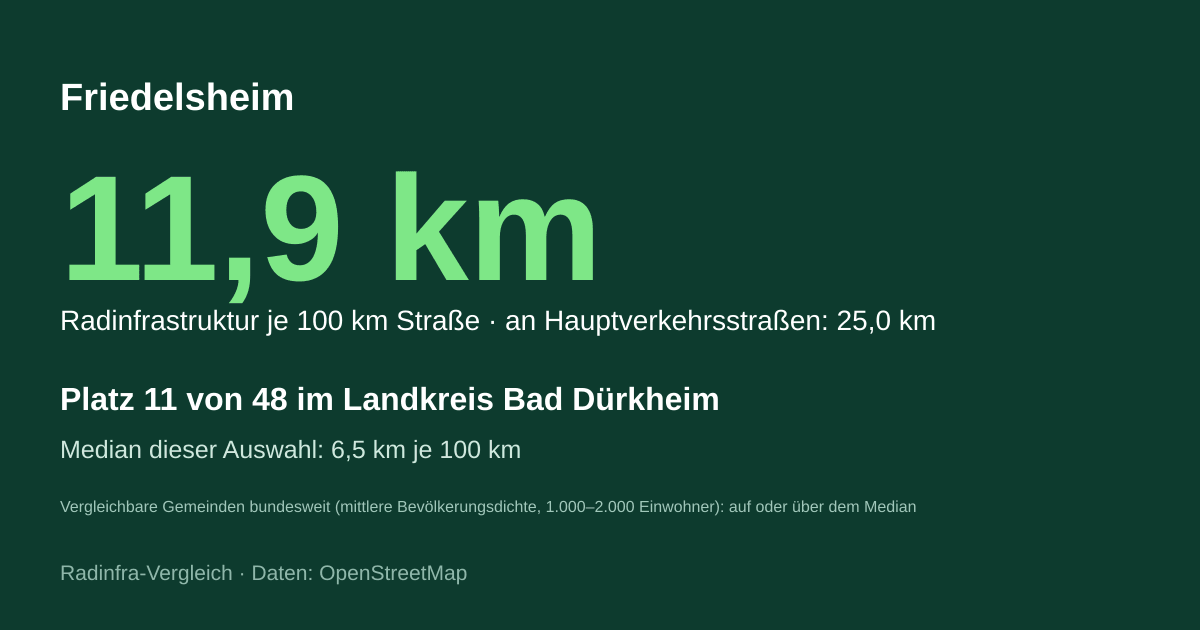 Friedelsheim
11,9 km
Radinfrastruktur je 100 km Straße · an Hauptverkehrsstraßen: 25,0 km
Platz 11 von 48 im Landkreis Bad Dürkheim
Median dieser Auswahl: 6,5 km je 100 km
Vergleichbare Gemeinden bundesweit (mittlere Bevölkerungsdichte, 1.000–2.000 Einwohner): auf oder über dem Median
Radinfra-Vergleich · Daten: OpenStreetMap